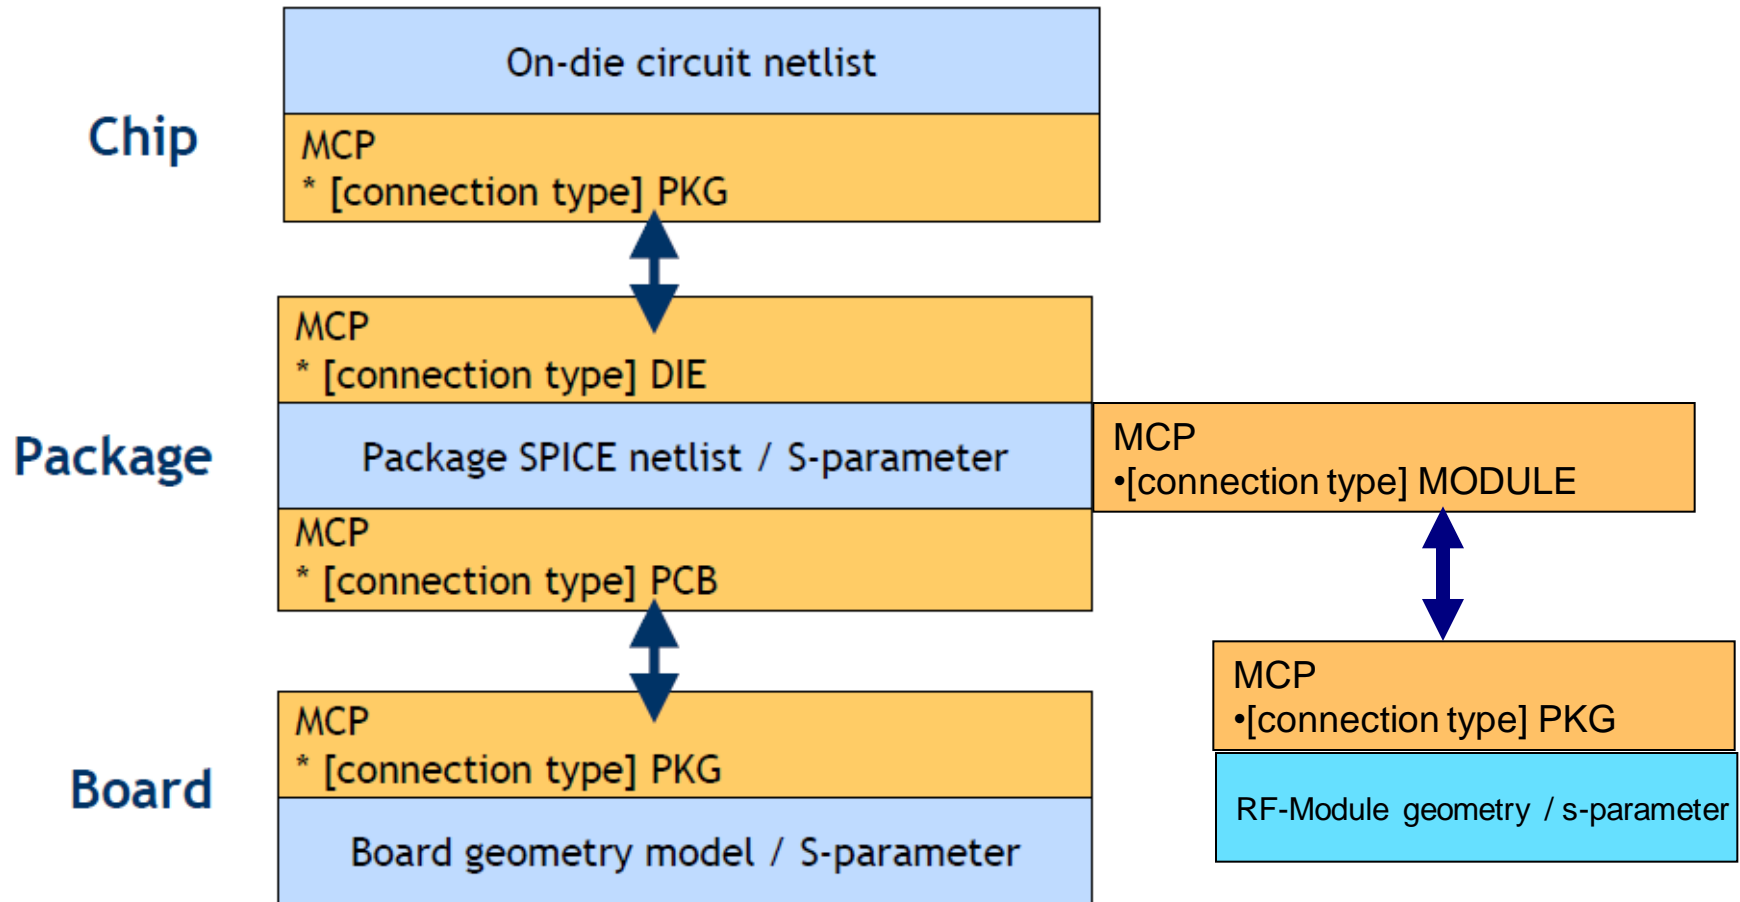 On-die circuit netlist
Chip
MCP
* [connection type] PKG
MCP
* [connection type] DIE
Package
Package SPICE netlist / S-parameter
MCP
•[connection type] MODULE
MCP
* [connection type] PCB
MCP
•[connection type] PKG
RF-Module geometry / s-parameter
MCP
* [connection type] PKG
Board
Board geometry model / S-parameter